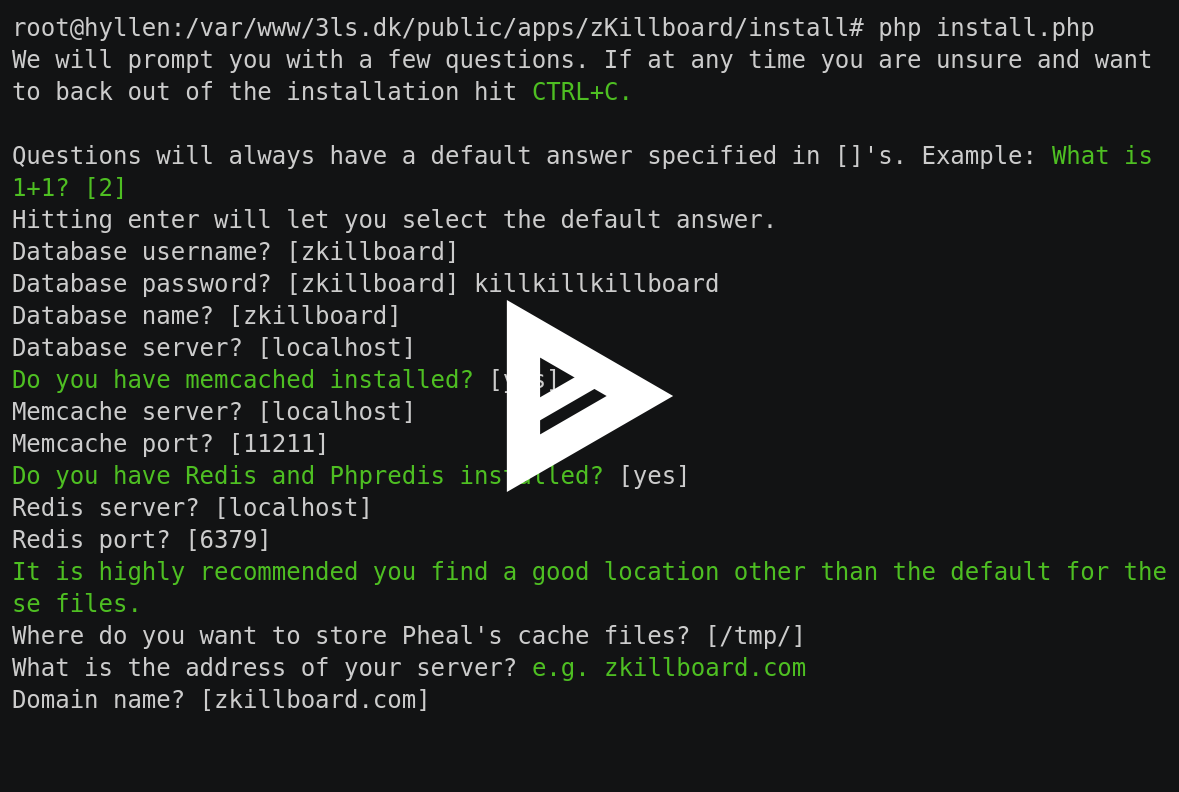 root@hyllen:/var/www/3ls.dk/public/apps/zKillboard/install# php install.php
We will prompt you with a few questions. If at any time you are unsure and want
to back out of the installation hit CTRL+C.
Questions will always have a default answer specified in []'s. Example: What is
1+1? [2]
Hitting enter will let you select the default answer.
Database username? [zkillboard]
Database password? [zkillboard] killkillkillboard
Database name? [zkillboard]
Database server? [localhost]
Do you have memcached installed? [yes]
Memcache server? [localhost]
Memcache port? [11211]
Do you have Redis and Phpredis installed? [yes]
Redis server? [localhost]
Redis port? [6379]
It is highly recommended you find a good location other than the default for the
se files.
Where do you want to store Pheal's cache files? [/tmp/]
What is the address of your server? e.g. zkillboard.com
Domain name? [zkillboard.com]